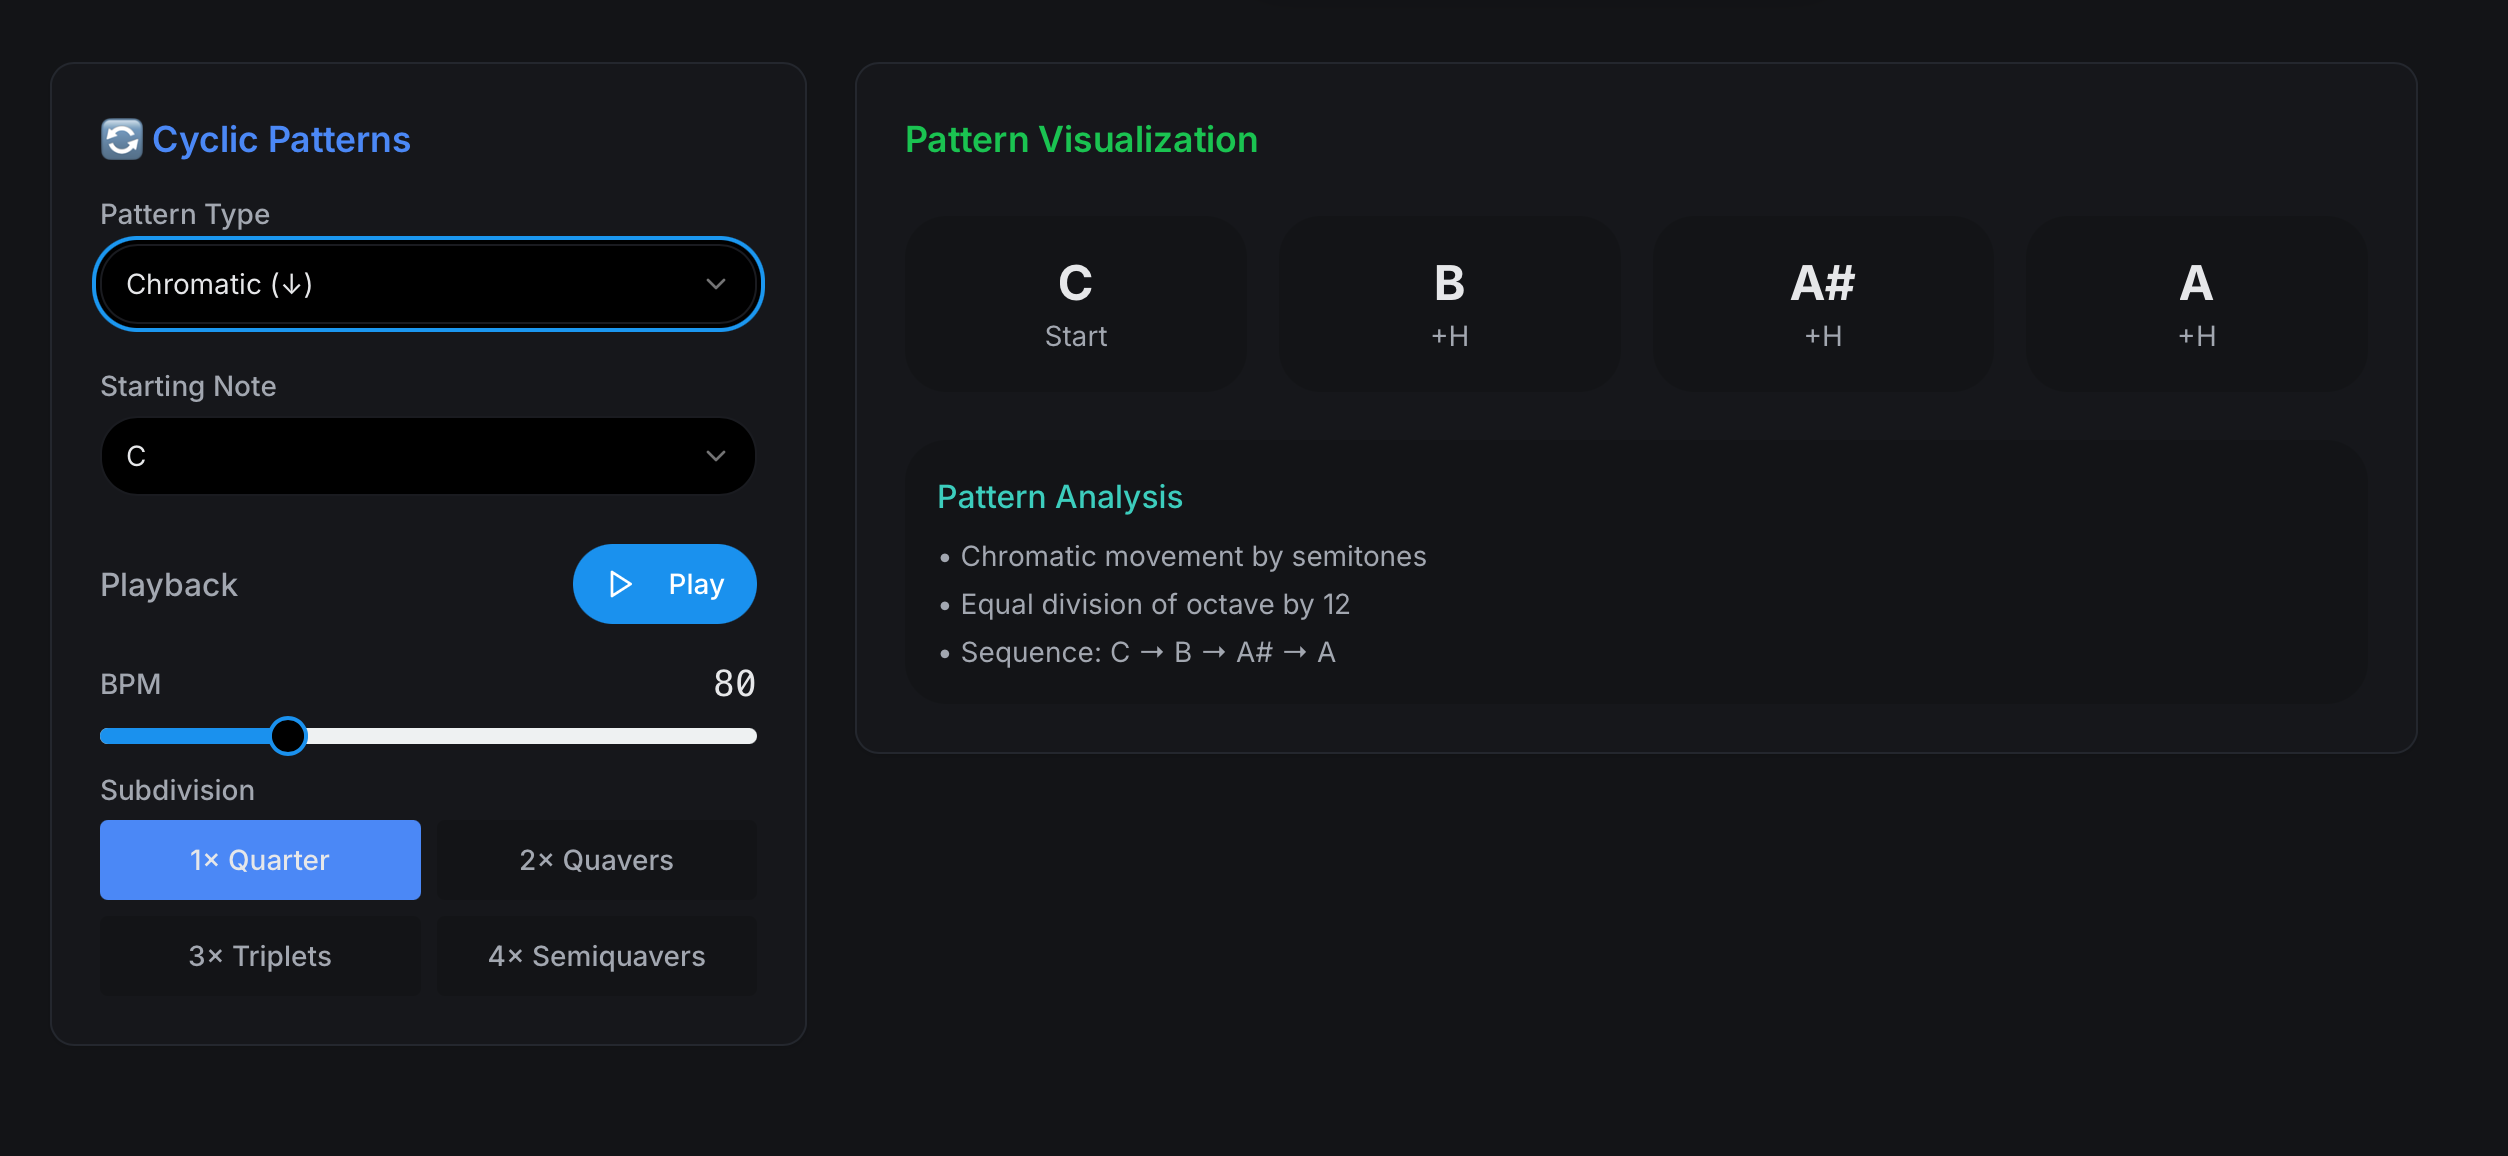 Cyclic Patterns
Pattern Type
Chromatic (↓)
Starting Note
C
Playback
Play
BPM
80
Subdivision
1× Quarter
2× Quavers
3× Triplets
4× Semiquavers
Pattern Visualization
C
Start
B
+H
A#
+H
A
+H
Pattern Analysis
• Chromatic movement by semitones
• Equal division of octave by 12
• Sequence: C → B → A# → A